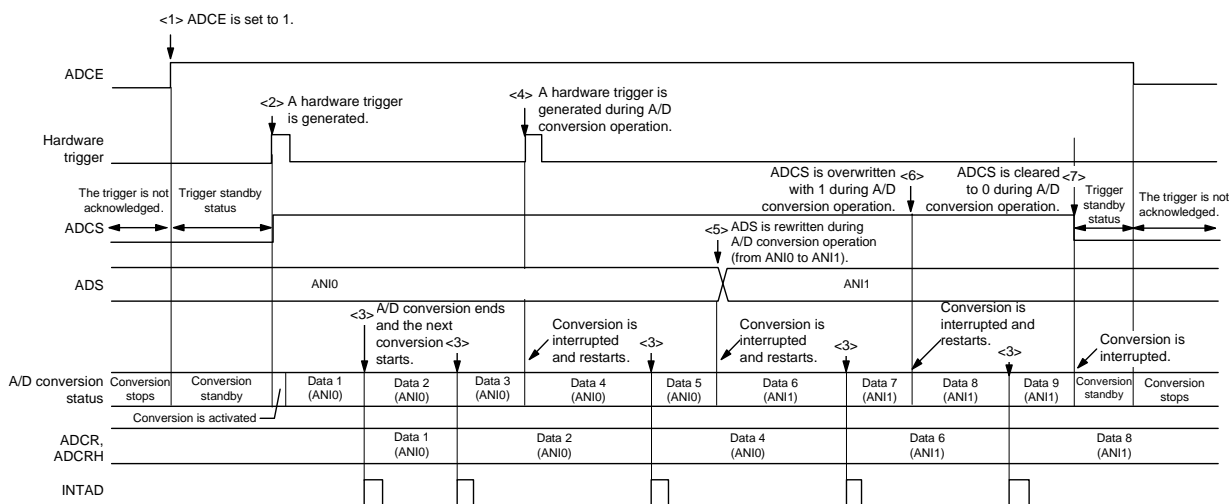 <1> ADCE is set to 1.
ADCE
<2> A hardware trigger
is generated.
<4> A hardware trigger is
generated during A/D
conversion operation.
Hardware
trigger
ADCS is overwritten
with 1 during A/D
conversion operation.
<6>
ADCS is cleared
to 0 during A/D
conversion operation.
<7>
The trigger is not
acknowledged.
Trigger standby
status
Trigger
standby
status
The trigger is not
acknowledged.
ADCS
<5> ADS is rewritten during
A/D conversion operation
(from ANI0 to ANI1).
ADS
ANI0
ANI1
<3> A/D conversion ends
and the next
conversion
starts.
<3>
Conversion is
interrupted
and restarts.
<3>
Conversion is
interrupted
and restarts.
<3>
Conversion is
interrupted and
restarts.
<3>
Conversion is
interrupted.
A/D conversion
status
Conversion
stops
Conversion
standby
Data 1
(ANI0)
Data 2
(ANI0)
Data 3
(ANI0)
Data 4
(ANI0)
Data 5
(ANI0)
Data 6
(ANI1)
Data 7
(ANI1)
Data 8
(ANI1)
Data 9
(ANI1)
Conversion
standby
Conversion
stops
Conversion is activated
ADCR,
ADCRH
Data 1
(ANI0)
Data 2
(ANI0)
Data 4
(ANI0)
Data 6
(ANI1)
Data 8
(ANI1)
INTAD